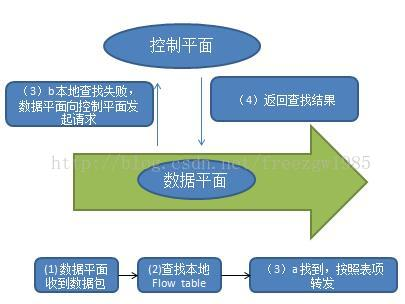 控制平面
（3）b本地查找失败，
数据平面向控制平面发
起请求
（4）返回查找结果
http://blog.csdn.net/freezgw1985
数据平面
(1) 数据平面
收到数据包
(2)查找本地
Flow table
（3）a 找到，按照表项
转发